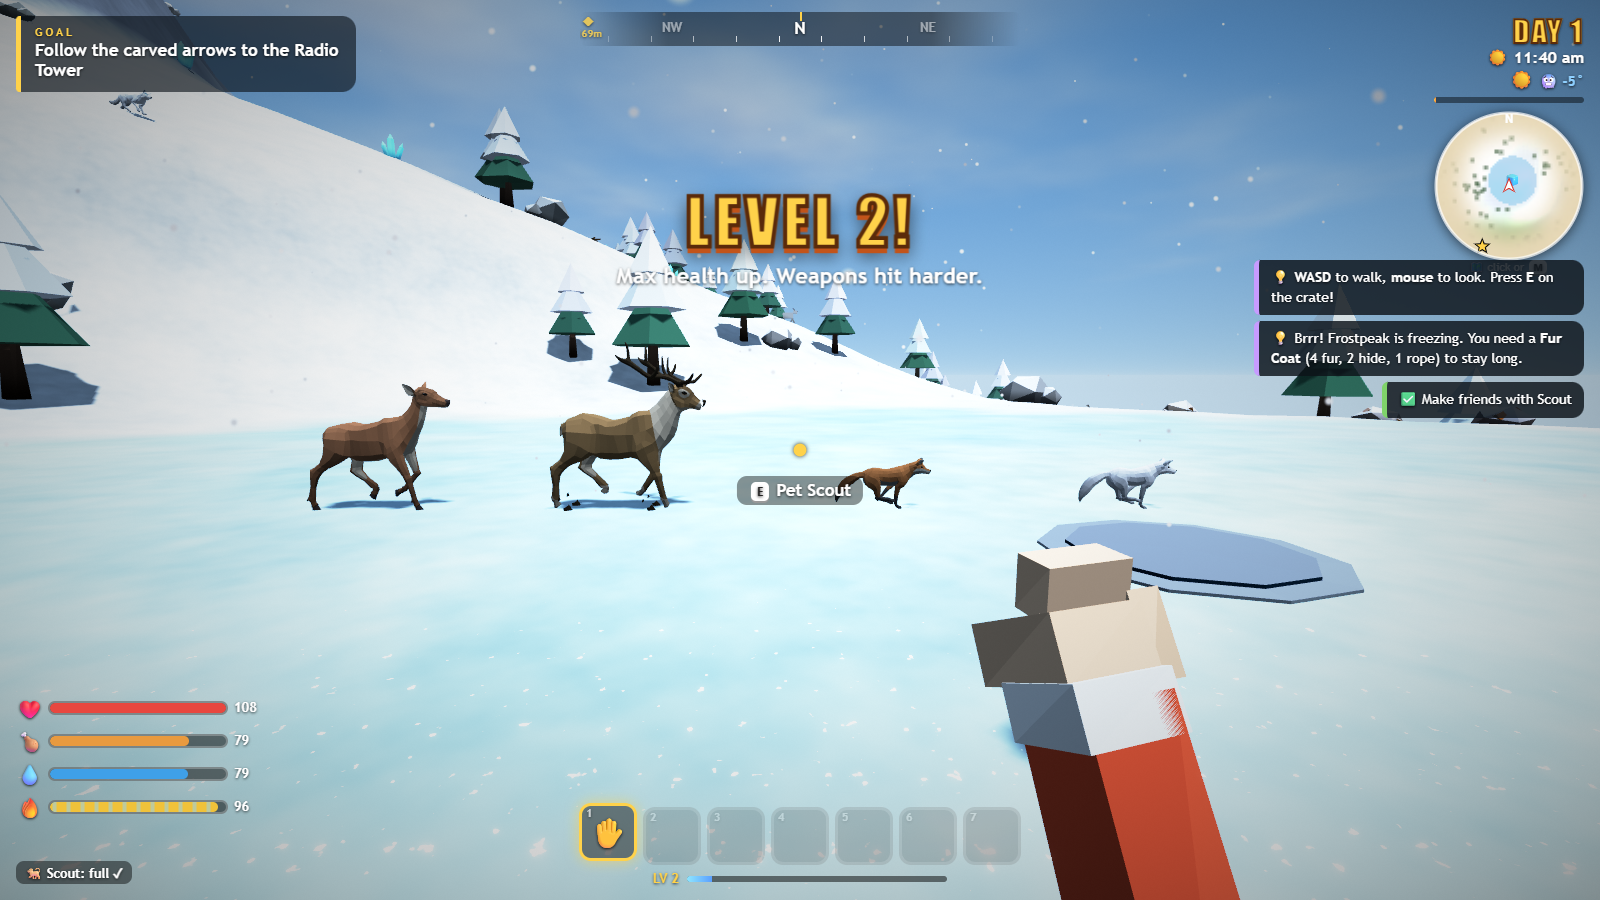 GOAL
Follow the carved arrows to the Radio
Tower
69m
NW
N
NE
DAY 1
11:40 am
-5°
N
LEVEL 2!
Max health up. Weapons hit harder.
WASD to walk, mouse to look. Press E on
the crate!
Brrr! Frostpeak is freezing. You need a Fur
Coat (4 fur, 2 hide, 1 rope) to stay long.
Make friends with Scout
E Pet Scout
108
79
79
96
1 2 3 4 5 6 7
Scout: full ✓
LV 2